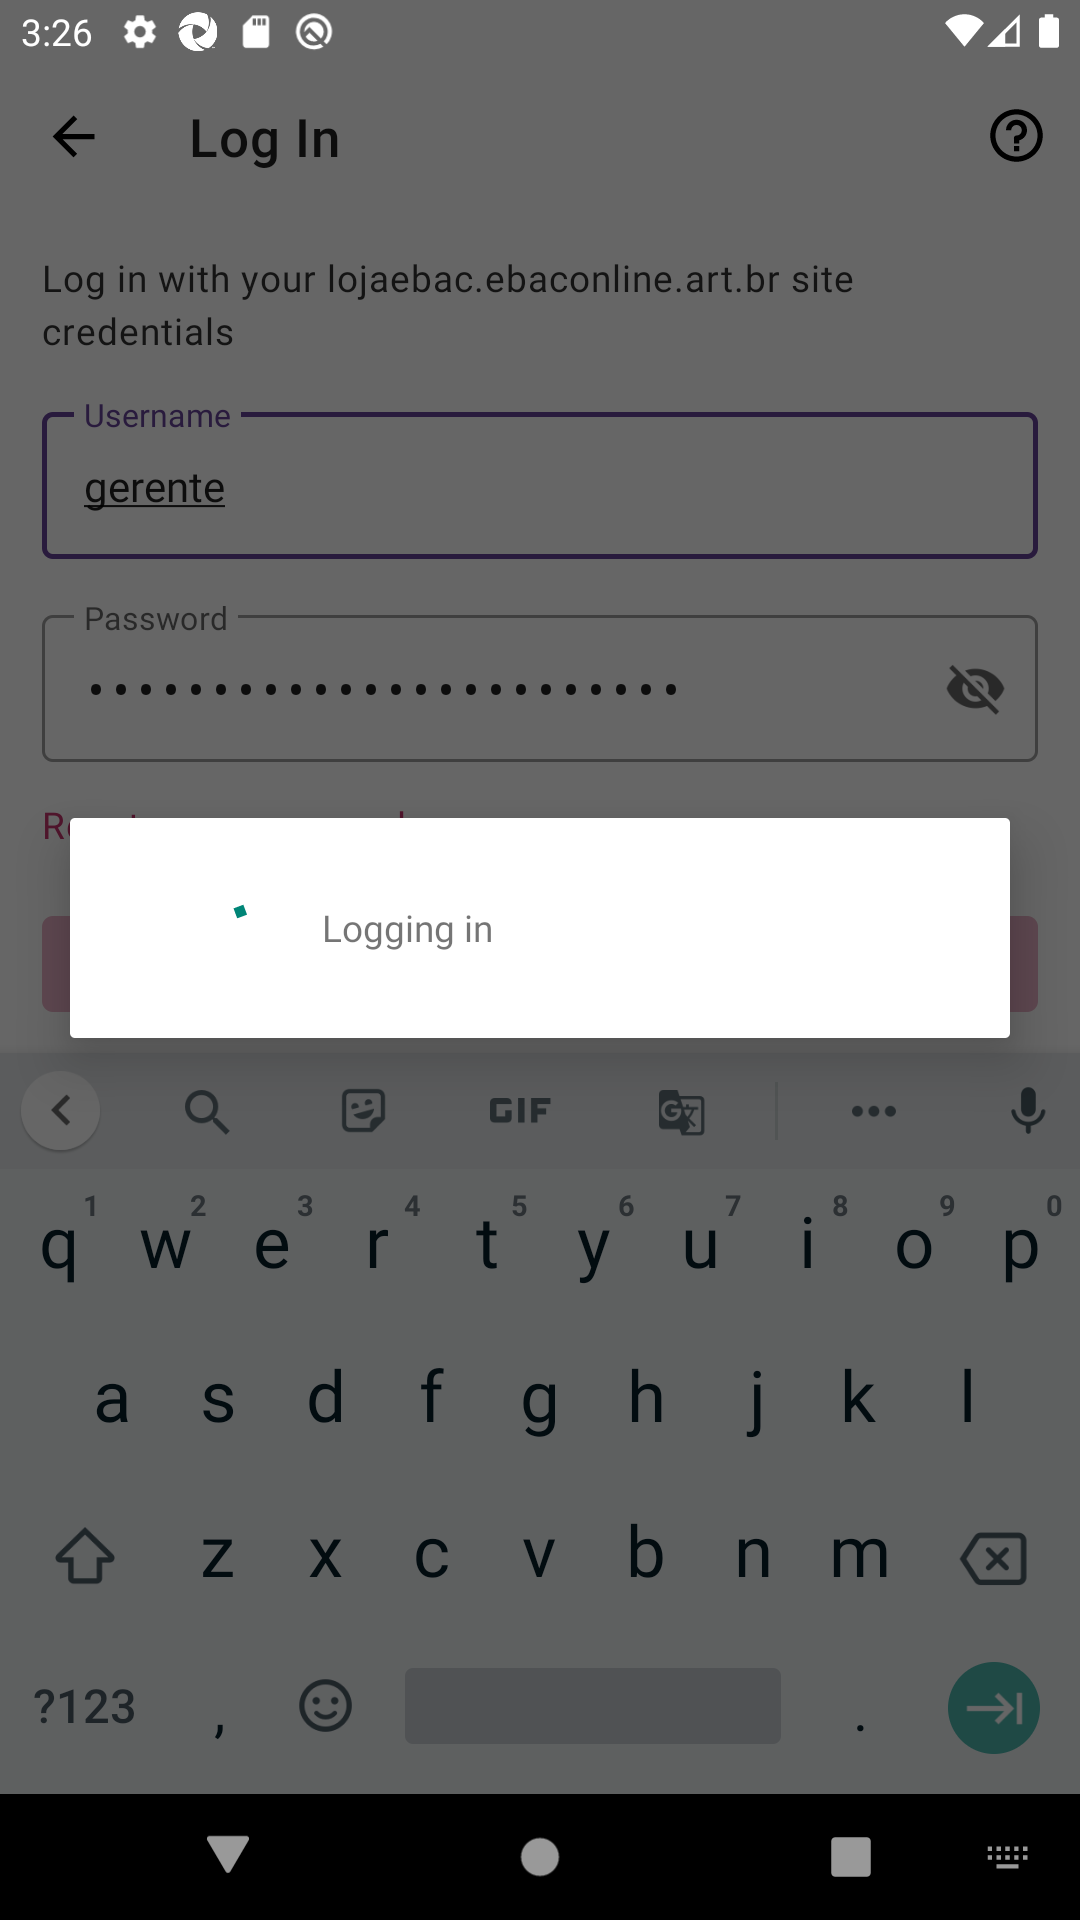 3:26
Log In
Log in with your lojaebac.ebaconline.art.br site
credentials
Username
gerente
Password
Logging in
GIF
1 2 3 4 5 6 7 8 9 0
q w e r t y u i o p
a s d f g h j k l
z x c v b n m
?123 , .